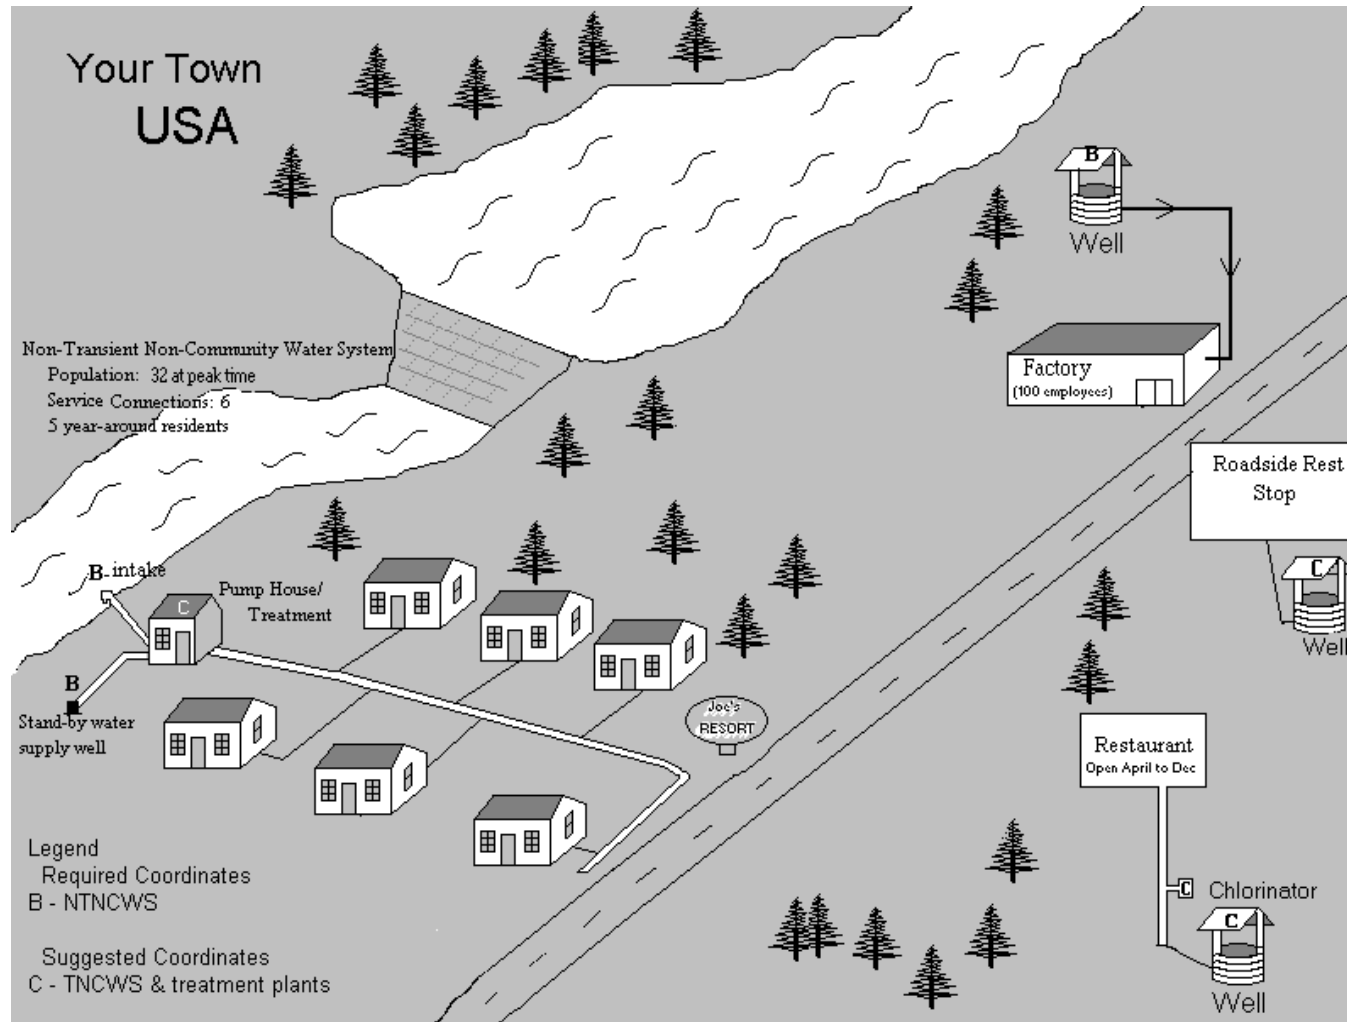 Your Town
USA
B
Well
Non-Transient Non-Community Water System
Population: 32 at peak time
Service Connections: 6
5 year-around residents
Factory
(100 employees)
Roadside Rest
Stop
C
Well
B intake
C
Pump House/
Treatment
B
Stand-by water
supply well
Joe's
RESORT
Restaurant
Open April to Dec
C Chlorinator
C
Well
Legend
Required Coordinates
B - NTNCWS
Suggested Coordinates
C - TNCWS & treatment plants